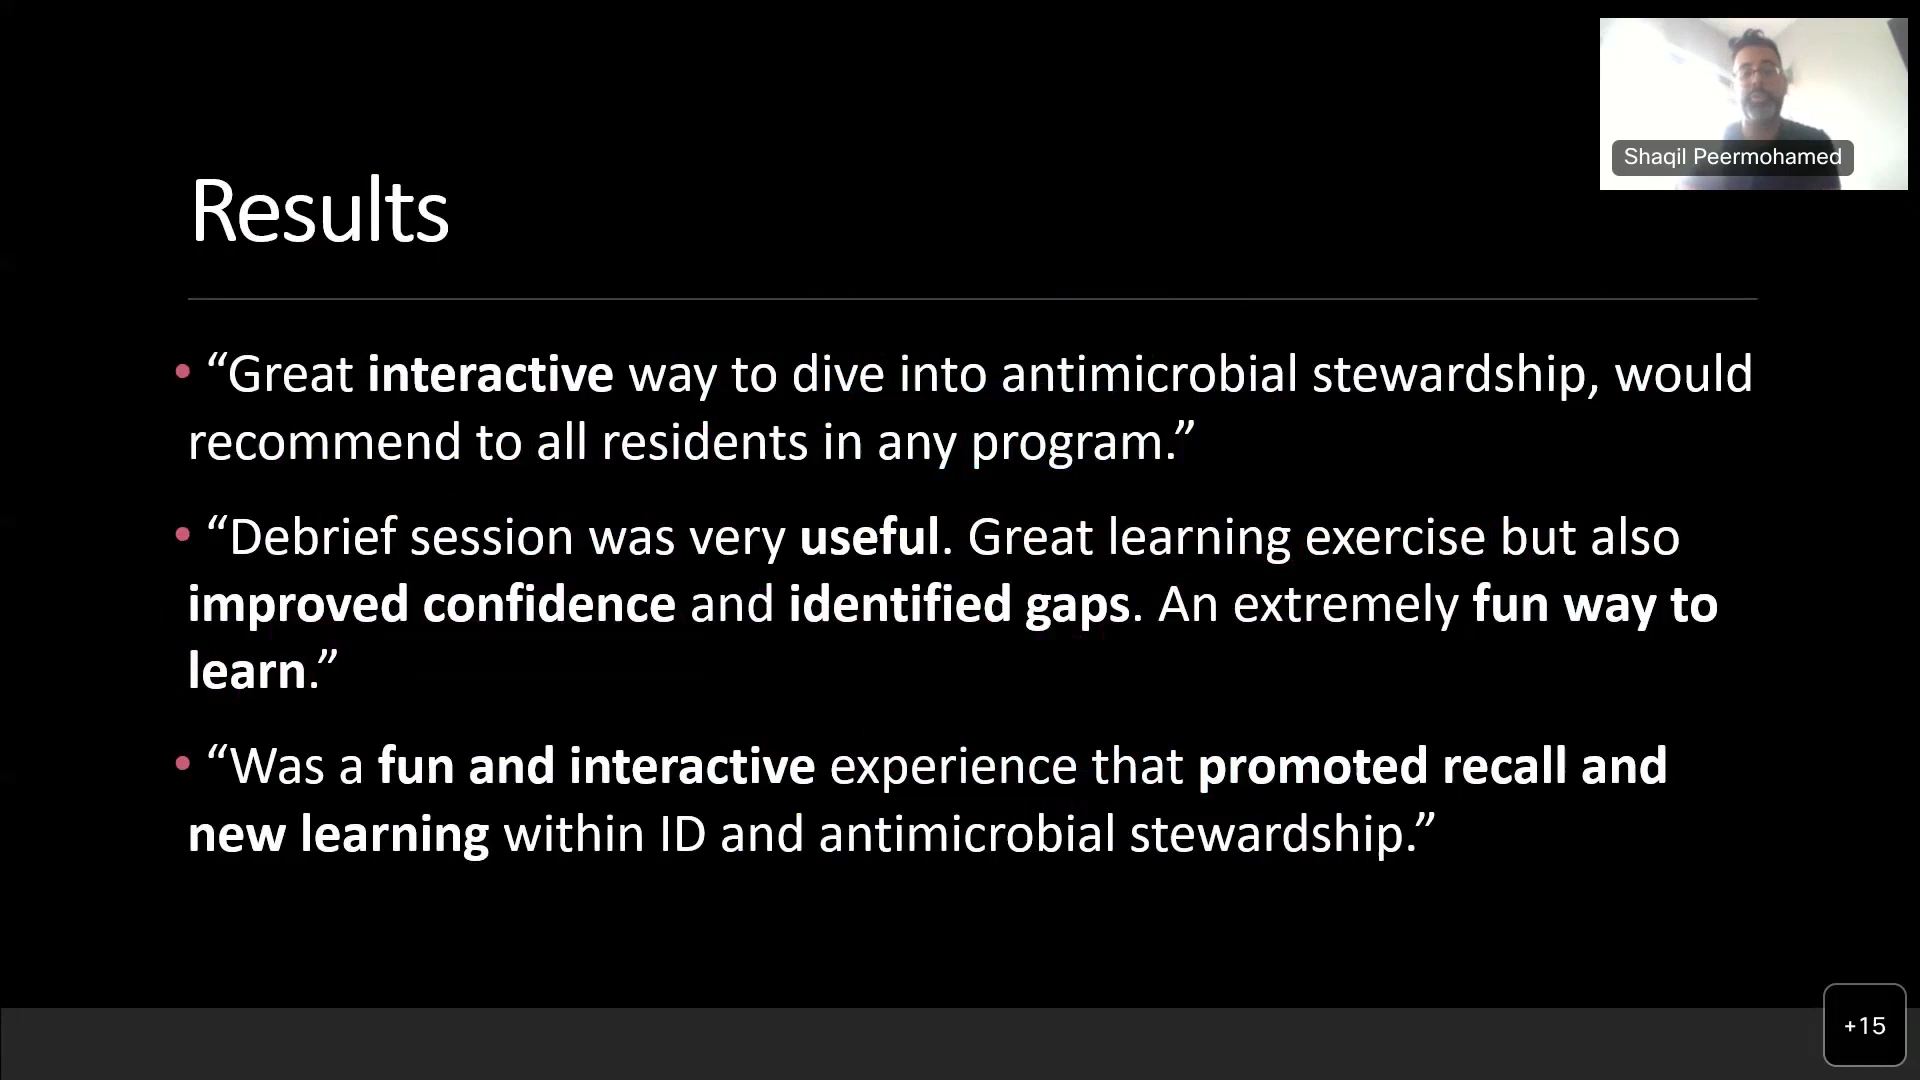 Shaqil Peermohamed
Results
• “Great interactive way to dive into antimicrobial stewardship, would
recommend to all residents in any program.”
• “Debrief session was very useful. Great learning exercise but also
improved confidence and identified gaps. An extremely fun way to
learn.”
• “Was a fun and interactive experience that promoted recall and
new learning within ID and antimicrobial stewardship.”
+15